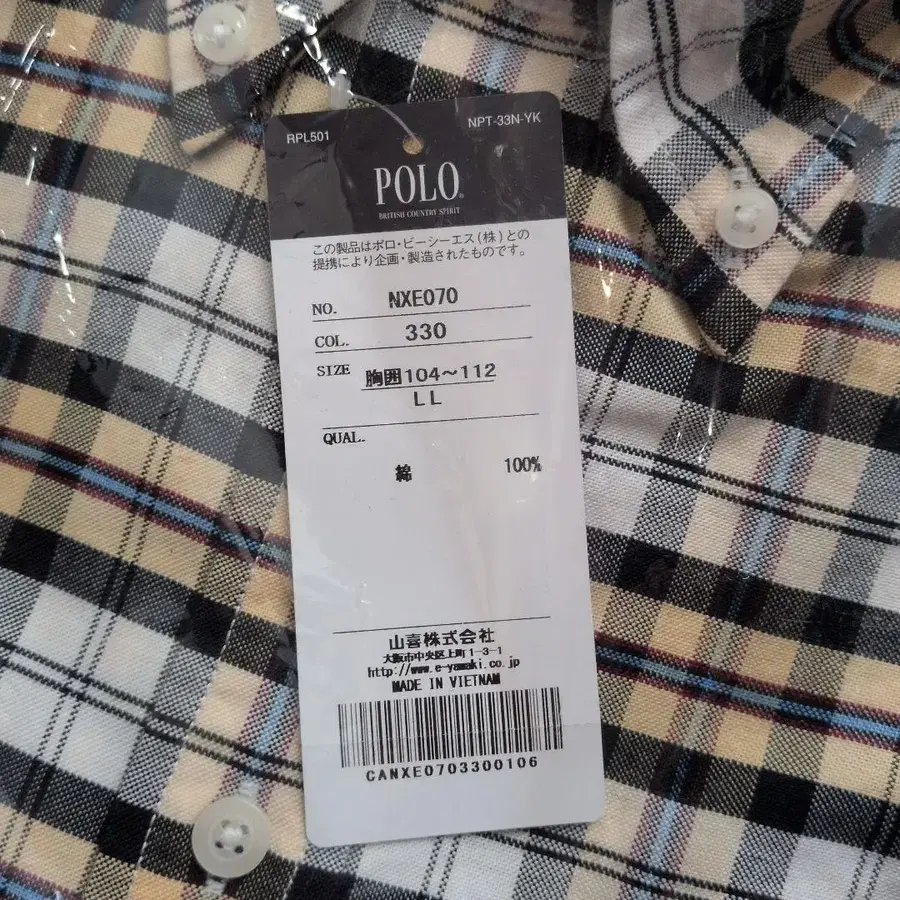 RPL501
NPT-33N-YK
POLO®
BRITISH COUNTRY SPIRIT
この製品はポロ・ビーシーエス(株)との
提携により企画・製造されたものです。
NO. NXE070
COL. 330
SIZE 胸囲104～112
LL
QUAL.
綿 100%
山喜株式会社
大阪市中央区上町1-3-1
http://www.e-yamaki.co.jp
MADE IN VIETNAM
CANXE0703300106